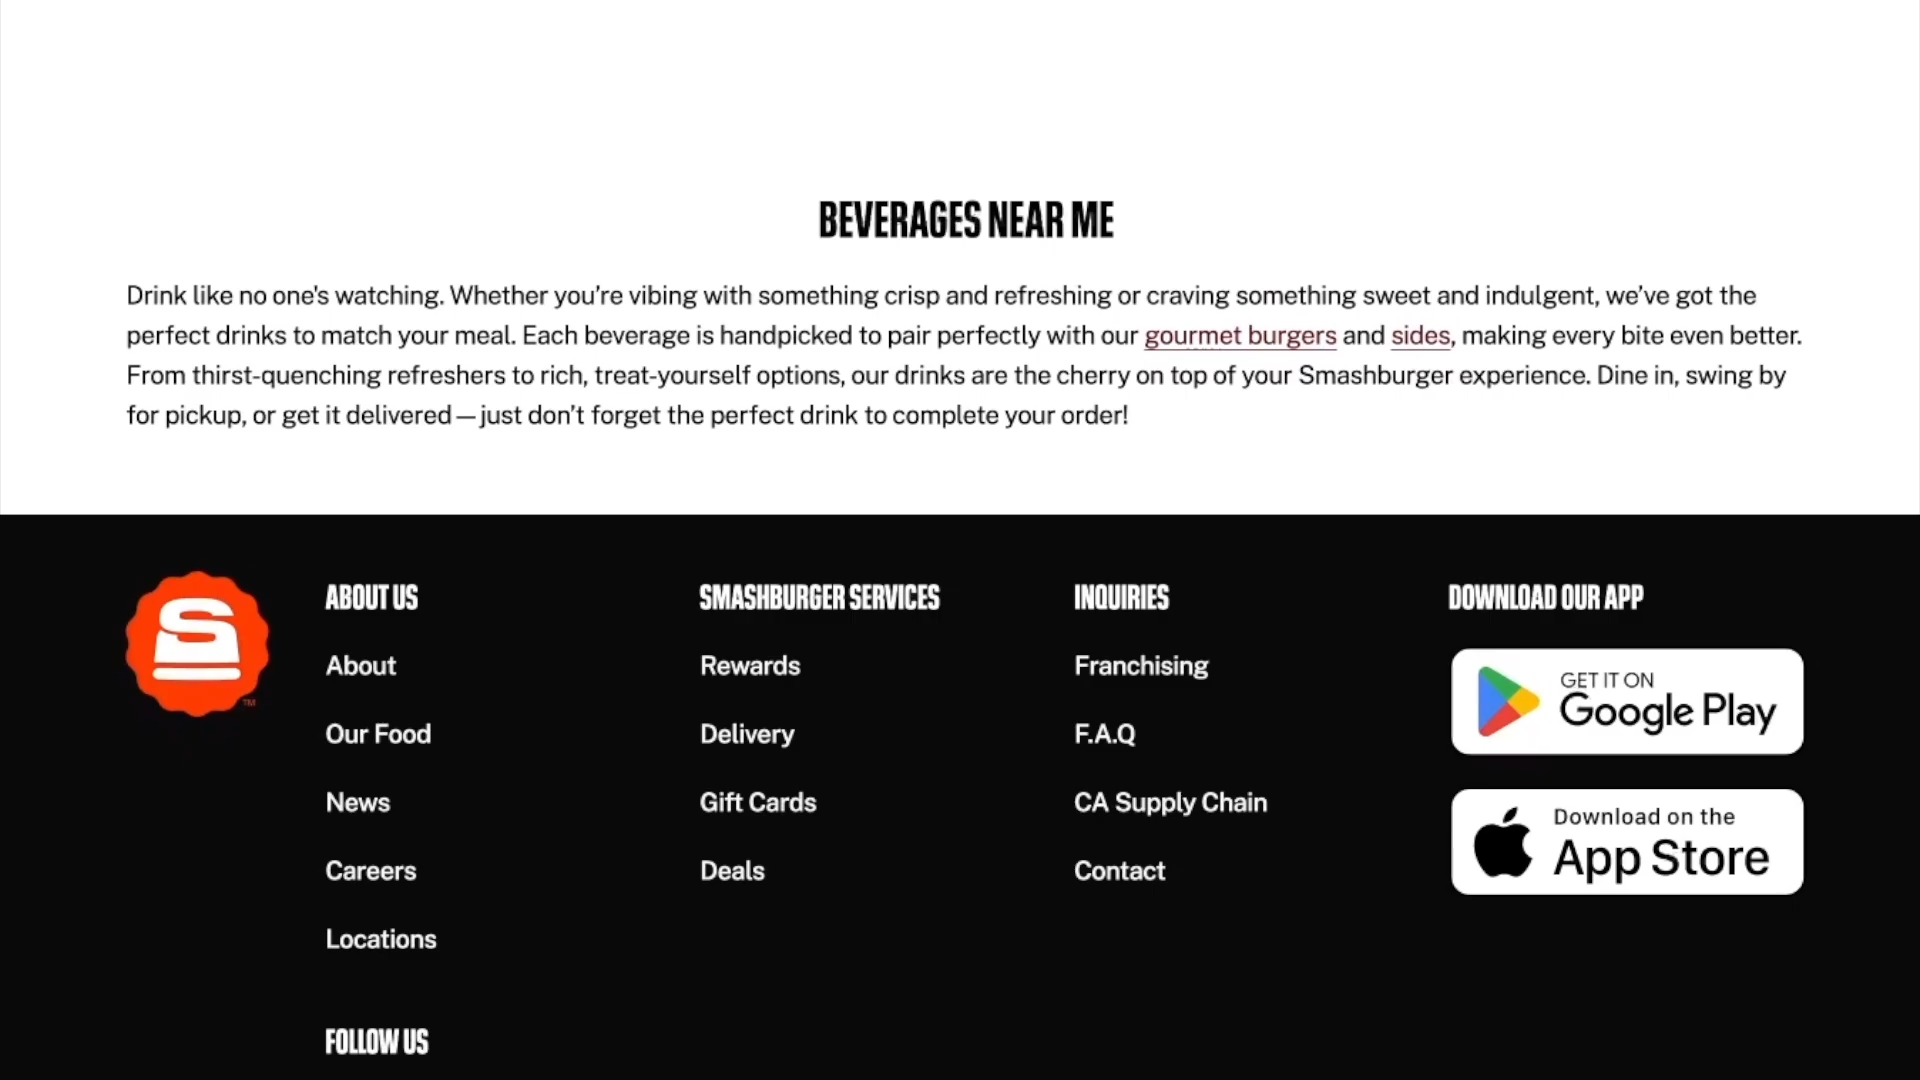 BEVERAGES NEAR ME
Drink like no one's watching. Whether you’re vibing with something crisp and refreshing or craving something sweet and indulgent, we’ve got the
perfect drinks to match your meal. Each beverage is handpicked to pair perfectly with our gourmet burgers and sides, making every bite even better.
From thirst-quenching refreshers to rich, treat-yourself options, our drinks are the cherry on top of your Smashburger experience. Dine in, swing by
for pickup, or get it delivered—just don’t forget the perfect drink to complete your order!
S
TM
ABOUT US
About
Our Food
News
Careers
Locations
FOLLOW US
SMASHBURGER SERVICES
Rewards
Delivery
Gift Cards
Deals
INQUIRIES
Franchising
F.A.Q
CA Supply Chain
Contact
DOWNLOAD OUR APP
GET IT ON
Google Play
Download on the
App Store